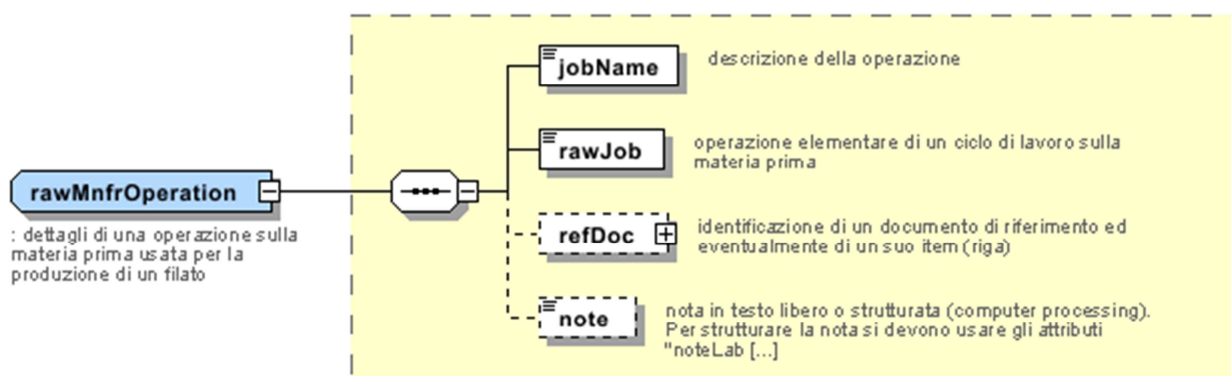 rawMnfrOperation
: dettagli di una operazione sulla
materia prima usata per la
produzione di un filato
jobName
descrizione della operazione
rawJob
operazione elementare di un ciclo di lavoro sulla
materia prima
refDoc
identificazione di un documento di riferimento ed
eventualmente di un suo item (riga)
note
nota in testo libero o strutturata (computer processing).
Per strutturare la nota si devono usare gli attributi
"noteLab [...]